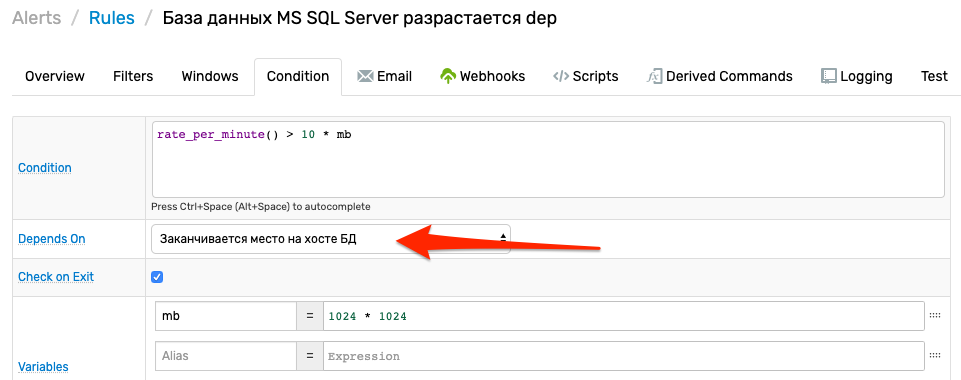 Alerts / Rules / База данных MS SQL Server разрастается dep
Overview Filters Windows Condition Email Webhooks Scripts Derived Commands Logging Test
Condition
rate_per_minute() > 10 * mb
Press Ctrl+Space (Alt+Space) to autocomplete
Depends On Заканчивается место на хосте БД
Check on Exit
mb = 1024 * 1024
Alias = Expression
Variables